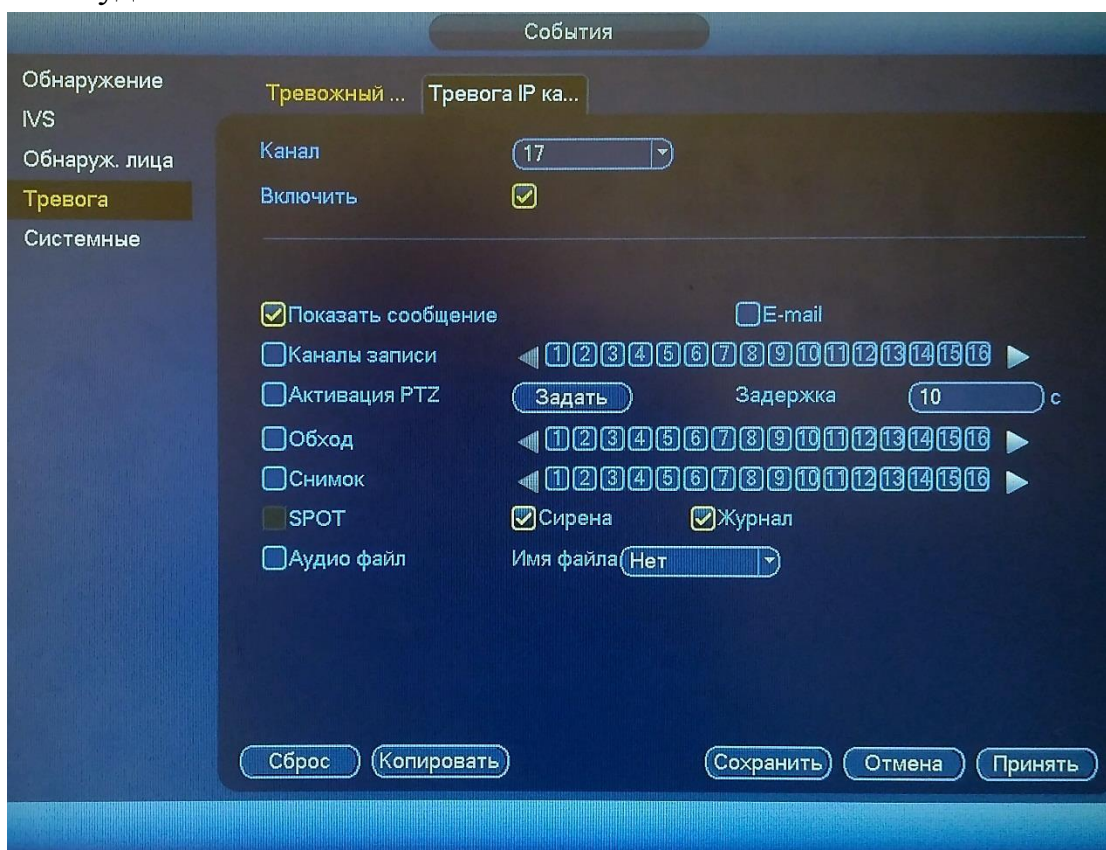 События
Обнаружение
IVS
Обнаруж. лица
Тревога
Системные
Тревожный ... Тревога IP ка...
Канал 17
Включить
Показать сообщение E-mail
Каналы записи 1 2 3 4 5 6 7 8 9 10 11 12 13 14 15 16
Активация PTZ Задать Задержка 10 с
Обход 1 2 3 4 5 6 7 8 9 10 11 12 13 14 15 16
Снимок 1 2 3 4 5 6 7 8 9 10 11 12 13 14 15 16
SPOT Сирена Журнал
Аудио файл Имя файла Нет
Сброс Копировать Сохранить Отмена Принять